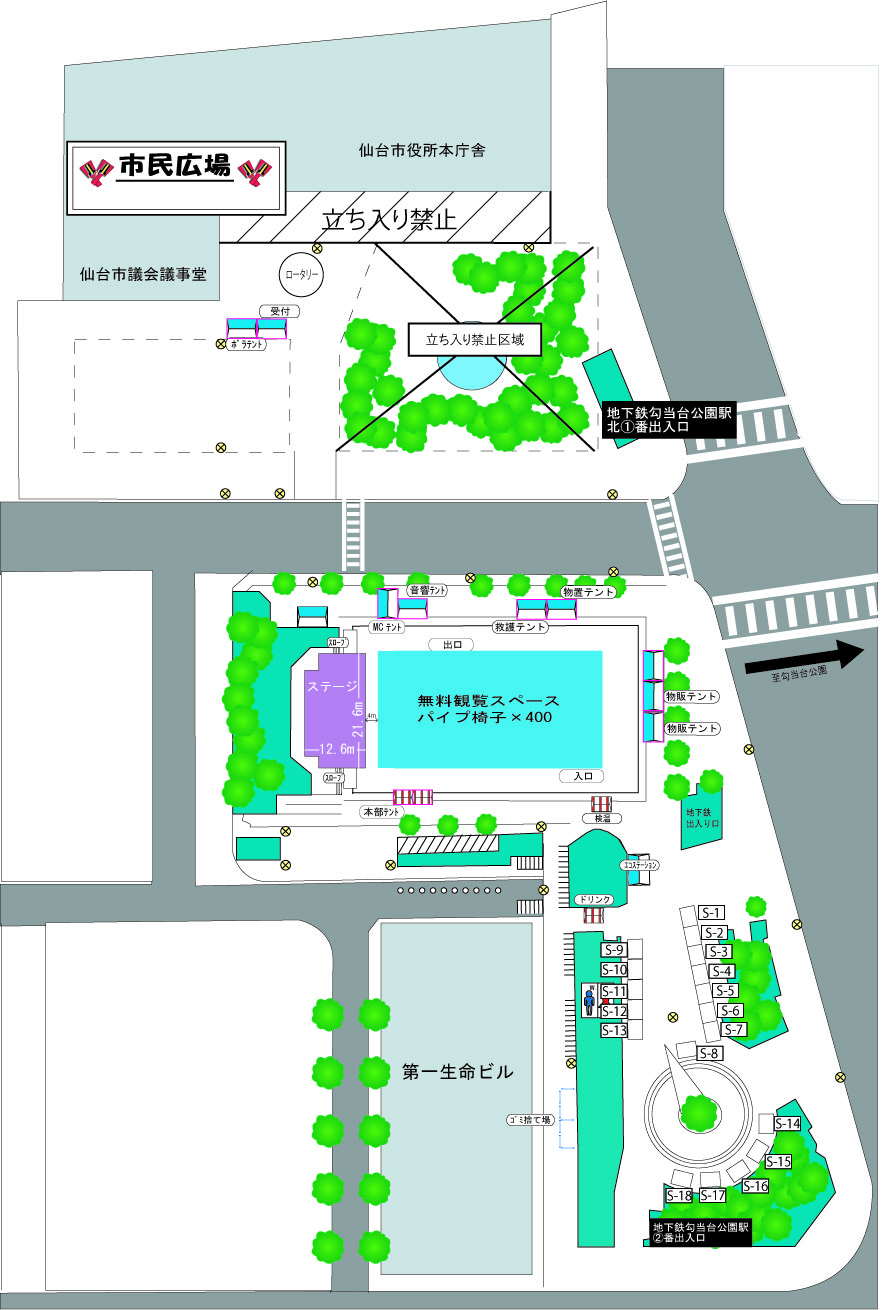 仙台市役所本庁舎
市民広場
立ち入り禁止
仙台市議会議事堂
ロータリー
受付
ボラテント
立ち入り禁止区域
地下鉄勾当台公園駅
北①番出入口
音響テント
物置テント
MCテント
救護テント
スロープ
出口
至勾当台公園
ステージ
無料観覧スペース
パイプ椅子×400
21.6m
4m
12.6m
物販テント
物販テント
スロープ
入口
本部テント
検温
地下鉄
出入り口
エコステーション
ドリンク
S-1
S-2
S-3
S-4
S-5
S-6
S-7
S-8
S-9
S-10
S-11
S-12
S-13
W
第一生命ビル
ゴミ捨て場
S-14
S-15
S-16
S-17
S-18
地下鉄勾当台公園駅
②番出入口